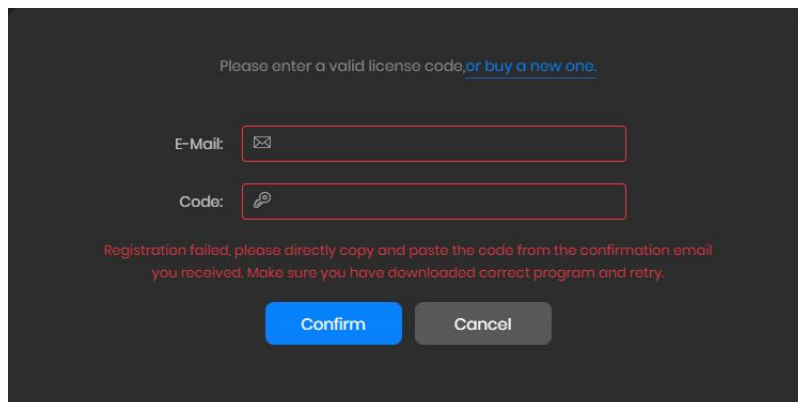 Please enter a valid license code,or buy a new one.
E-Mail:
Code:
Registration failed, please directly copy and paste the code from the confirmation email
you received. Make sure you have downloaded correct program and retry.
Confirm Cancel